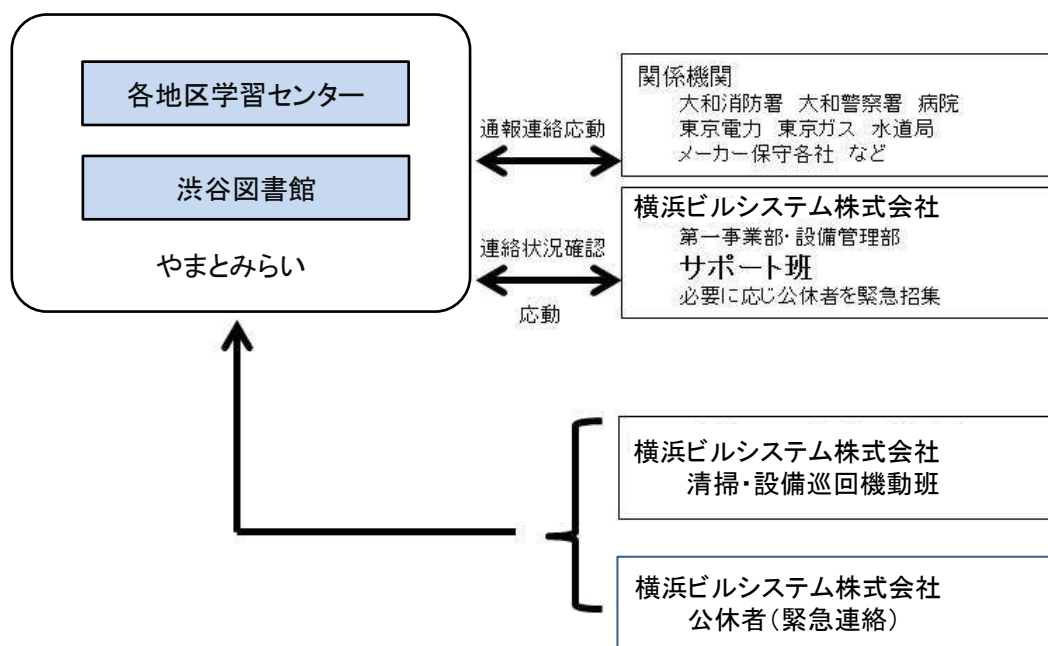 各地区学習センター
渋谷図書館
やまとみらい
通報連絡応動
関係機関
大和消防署 大和警察署 病院
東京電力 東京ガス 水道局
メーカー保守各社 など
連絡状況確認
応動
横浜ビルシステム株式会社
第一事業部・設備管理部
サポート班
必要に応じ公休者を緊急招集
横浜ビルシステム株式会社
清掃・設備巡回機動班
横浜ビルシステム株式会社
公休者（緊急連絡）